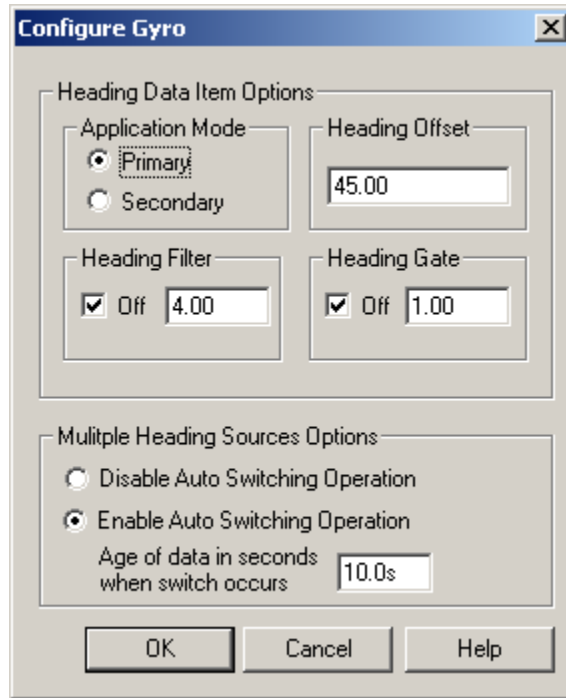 Configure Gyro
Heading Data Item Options
Application Mode
Primary
Secondary
Heading Offset
45.00
Heading Filter
Off 4.00
Heading Gate
Off 1.00
Mulitple Heading Sources Options
Disable Auto Switching Operation
Enable Auto Switching Operation
Age of data in seconds
when switch occurs
10.0s
OK
Cancel
Help